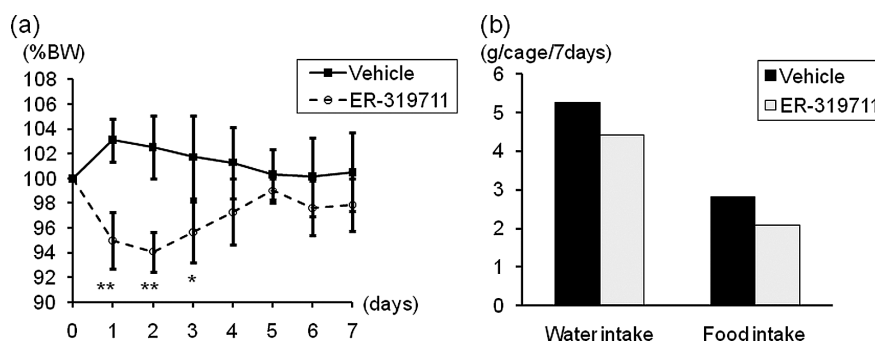 (a)
(%BW)
108
106
104
102
100
98
96
94
92
90
Vehicle
ER-319711
** ** *
0 1 2 3 4 5 6 7
(days)
(b)
(g/cage/7days)
6
5
4
3
2
1
0
Vehicle
ER-319711
Water intake Food intake